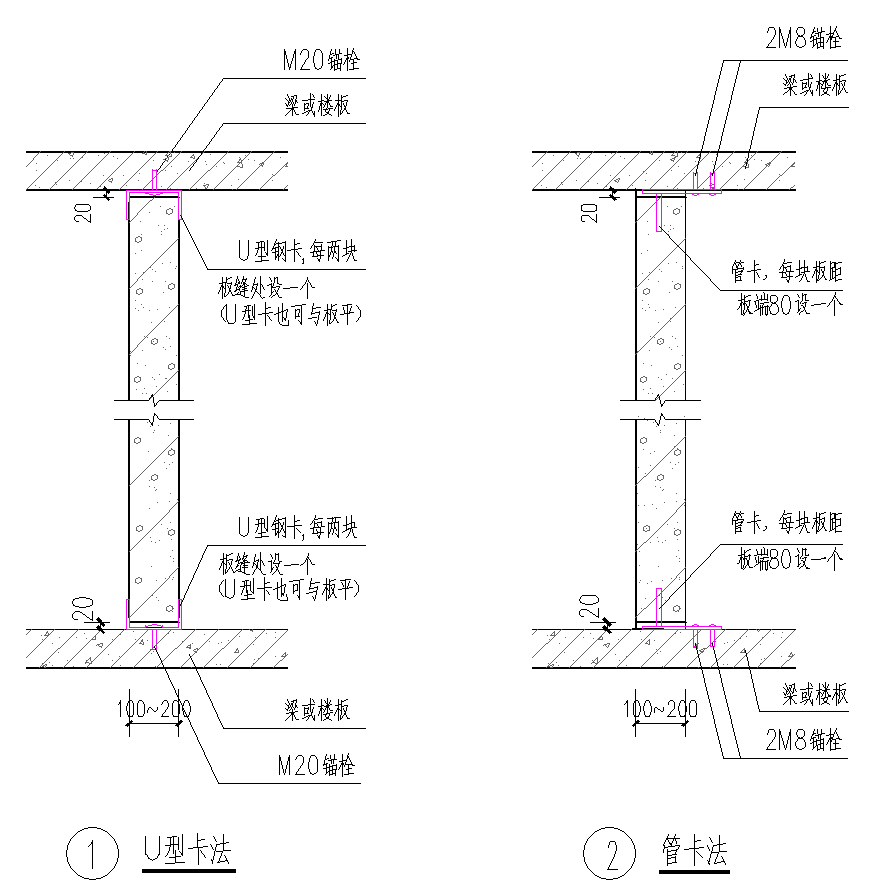 M20锚栓
梁或楼板
20
U型钢卡,每两块
板缝处设一个
(U型卡也可与板平)
U型钢卡,每两块
板缝处设一个
(U型卡也可与板平)
20
100~200
梁或楼板
M20锚栓
1 U型卡法
2M8锚栓
梁或楼板
20
管卡，每块板距
板端80设一个
管卡，每块板距
板端80设一个
20
100~200
梁或楼板
2M8锚栓
2 管卡法